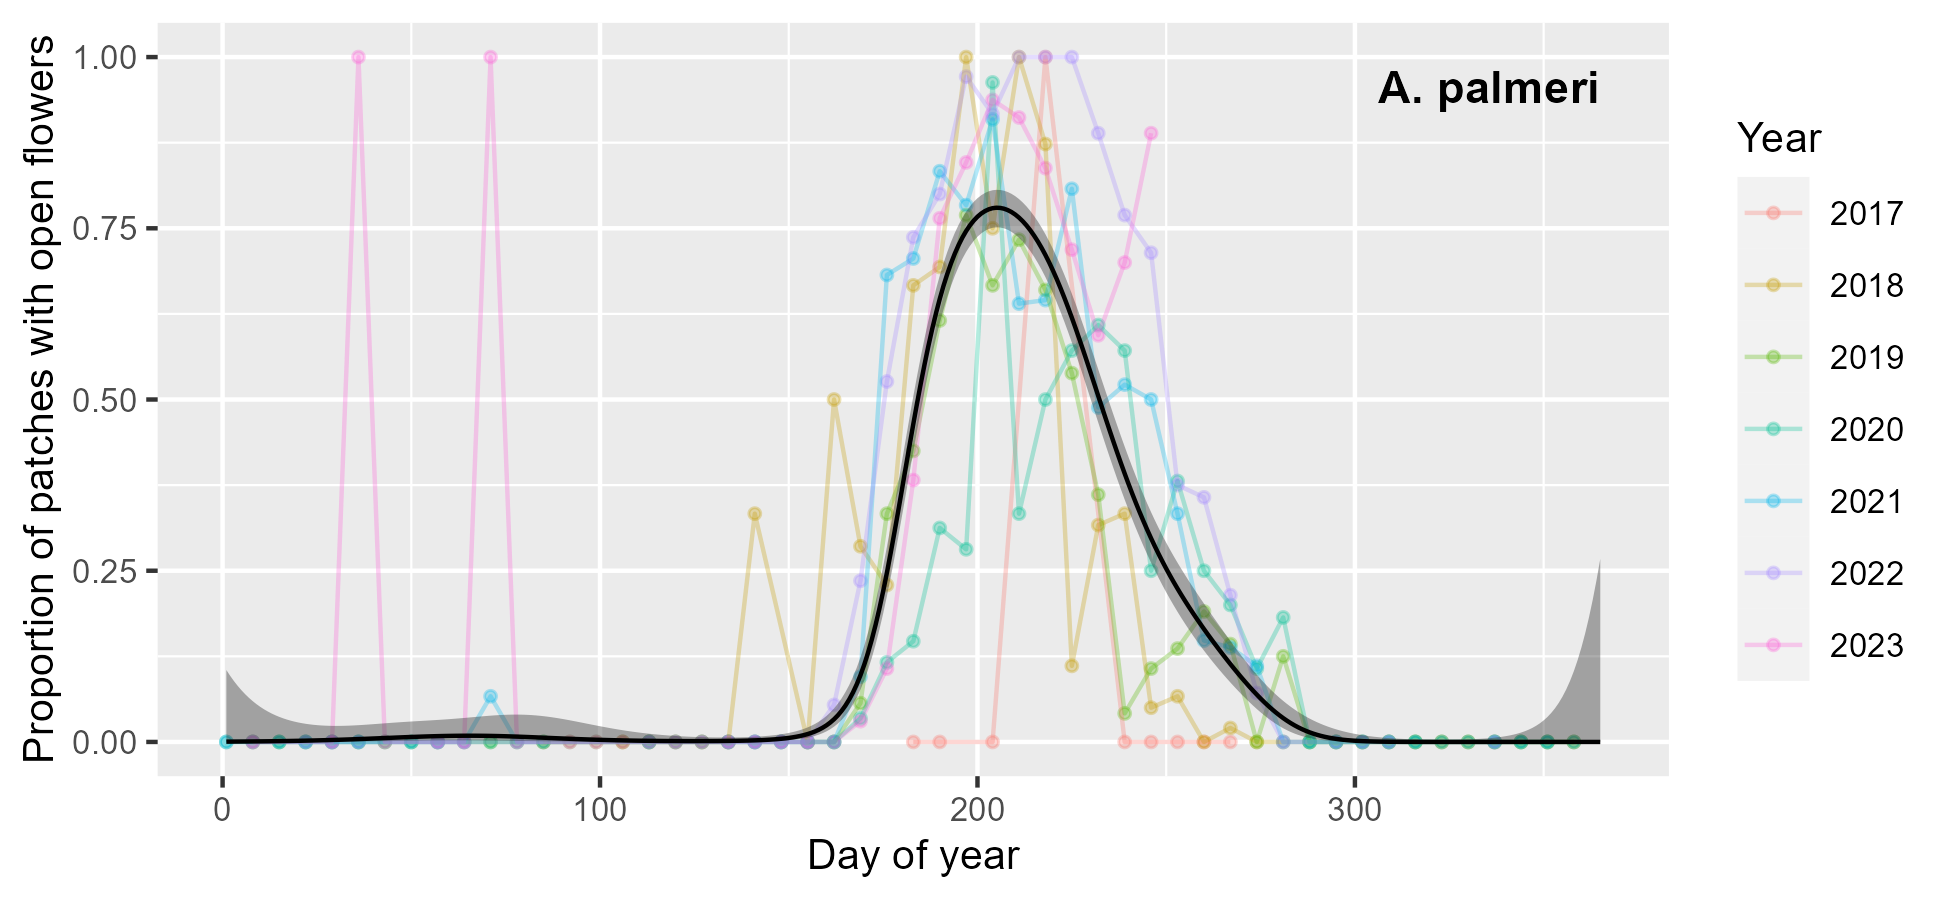 Proportion of patches with open flowers
1.00
0.75
0.50
0.25
0.00
A. palmeri
0 100 200 300
Day of year
Year
2017
2018
2019
2020
2021
2022
2023